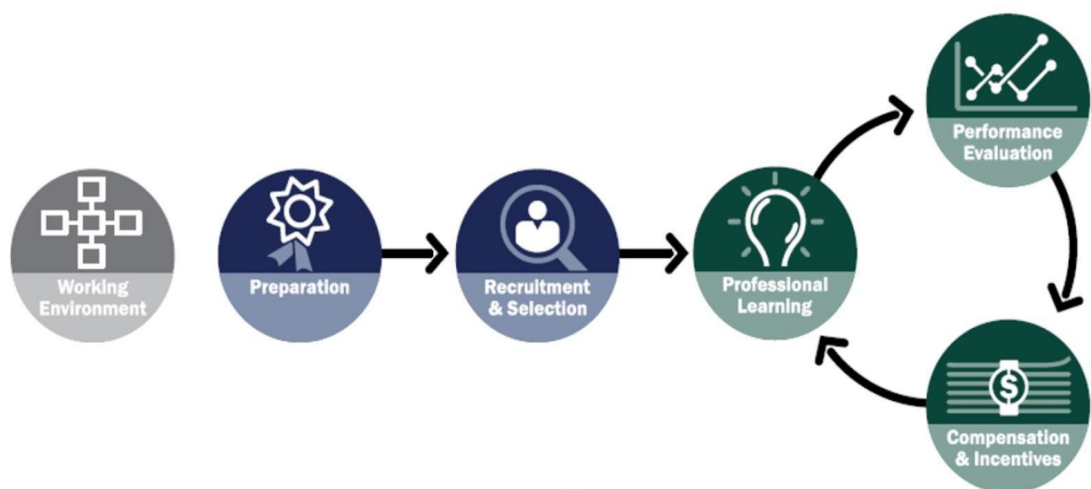 Working
Environment
Preparation
Recruitment
& Selection
Professional
Learning
Performance
Evaluation
$
Compensation
& Incentives